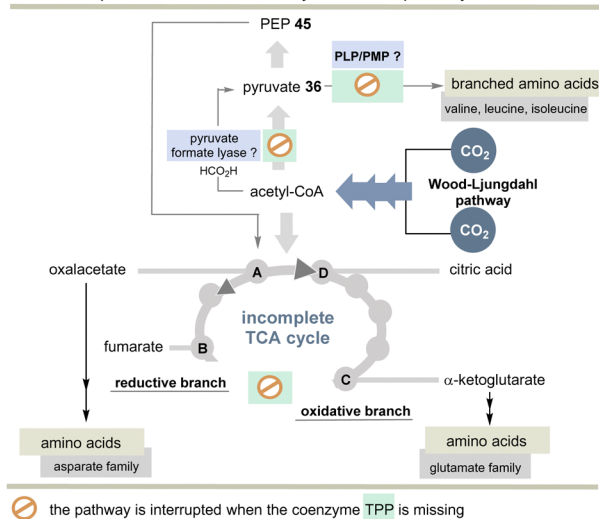 PEP 45
PLP/PMP ?
pyruvate 36
branched amino acids
valine, leucine, isoleucine
pyruvate
formate lyase ?
HCO2H
CO2
acetyl-CoA
Wood-Ljungdahl
pathway
CO2
oxalacetate
A
D
citric acid
incomplete
TCA cycle
fumarate
B
reductive branch
C
α-ketoglutarate
oxidative branch
amino acids
asparate family
amino acids
glutamate family
the pathway is interrupted when the coenzyme TPP is missing